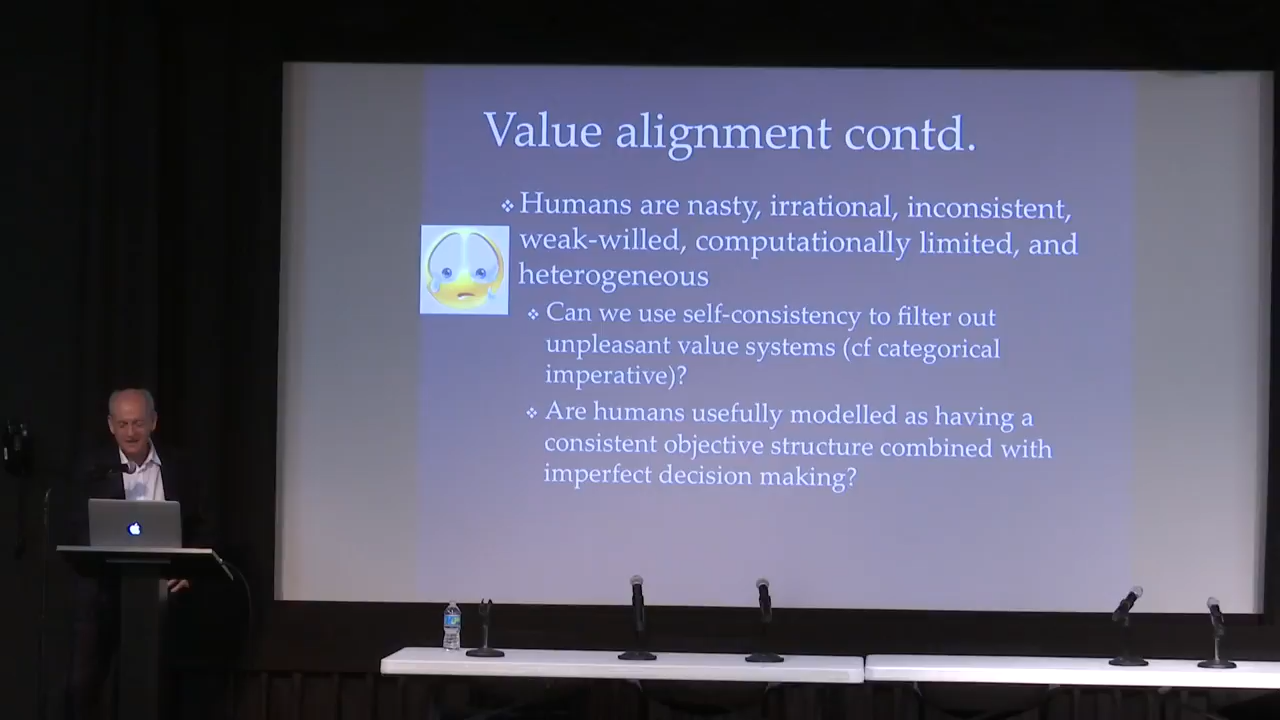 Value alignment contd.
❖ Humans are nasty, irrational, inconsistent,
weak-willed, computationally limited, and
heterogeneous
❖ Can we use self-consistency to filter out
unpleasant value systems (cf categorical
imperative)?
❖ Are humans usefully modelled as having a
consistent objective structure combined with
imperfect decision making?